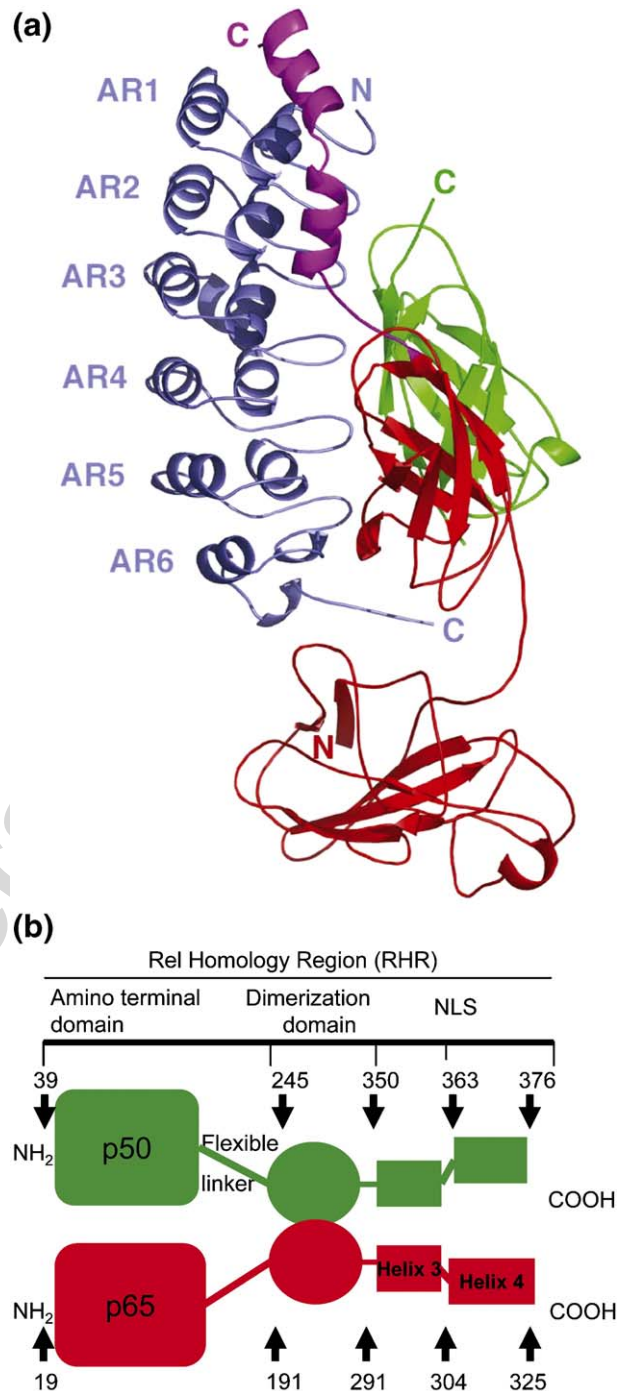 (a)
C
AR1
N
AR2
C
AR3
AR4
AR5
AR6
C
N
(b)
Rel Homology Region (RHR)
Amino terminal domain
Dimerization domain
NLS
39
245
350
363
376
NH2
p50
Flexible
linker
COOH
Helix 3
Helix 4
NH2
p65
COOH
19
191
291
304
325